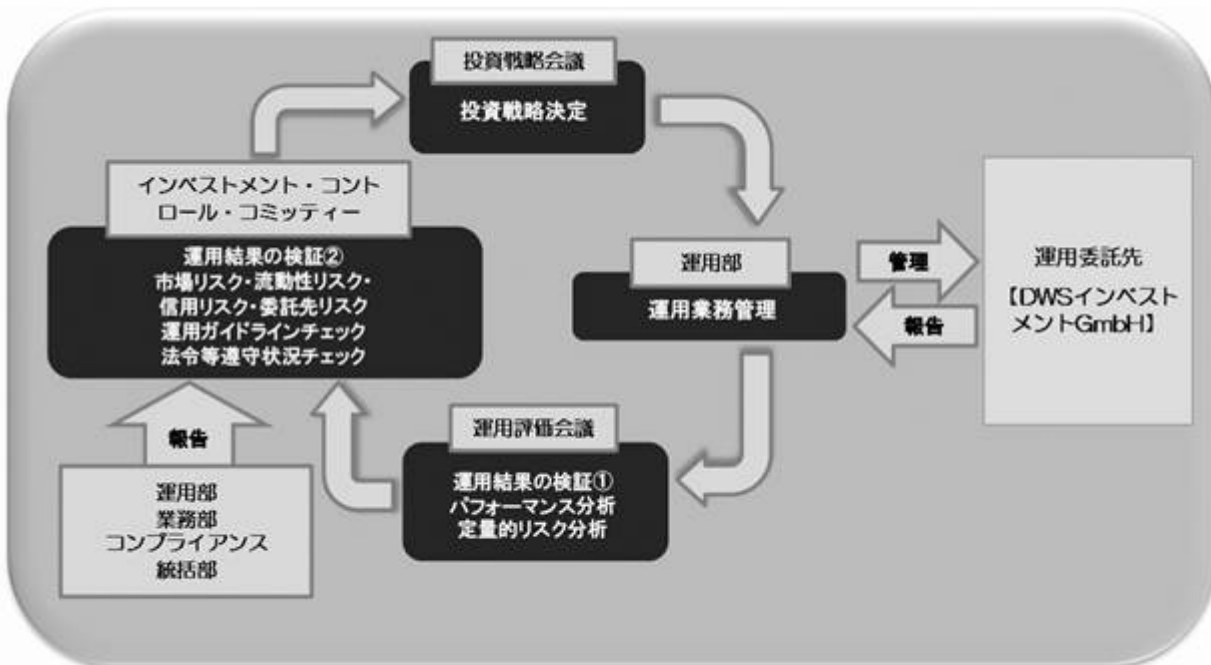 投資戦略会議
投資戦略決定
インベストメント・コント
ロール・コミッティー
運用結果の検証②
市場リスク・流動性リスク・
信用リスク・委託先リスク
運用ガイドラインチェック
法令等遵守状況チェック
運用部
運用業務管理
管理
報告
運用委託先
【DWSインベスト
メントGmbH】
運用評価会議
運用結果の検証①
パフォーマンス分析
定量的リスク分析
報告
運用部
業務部
コンプライアンス
統括部